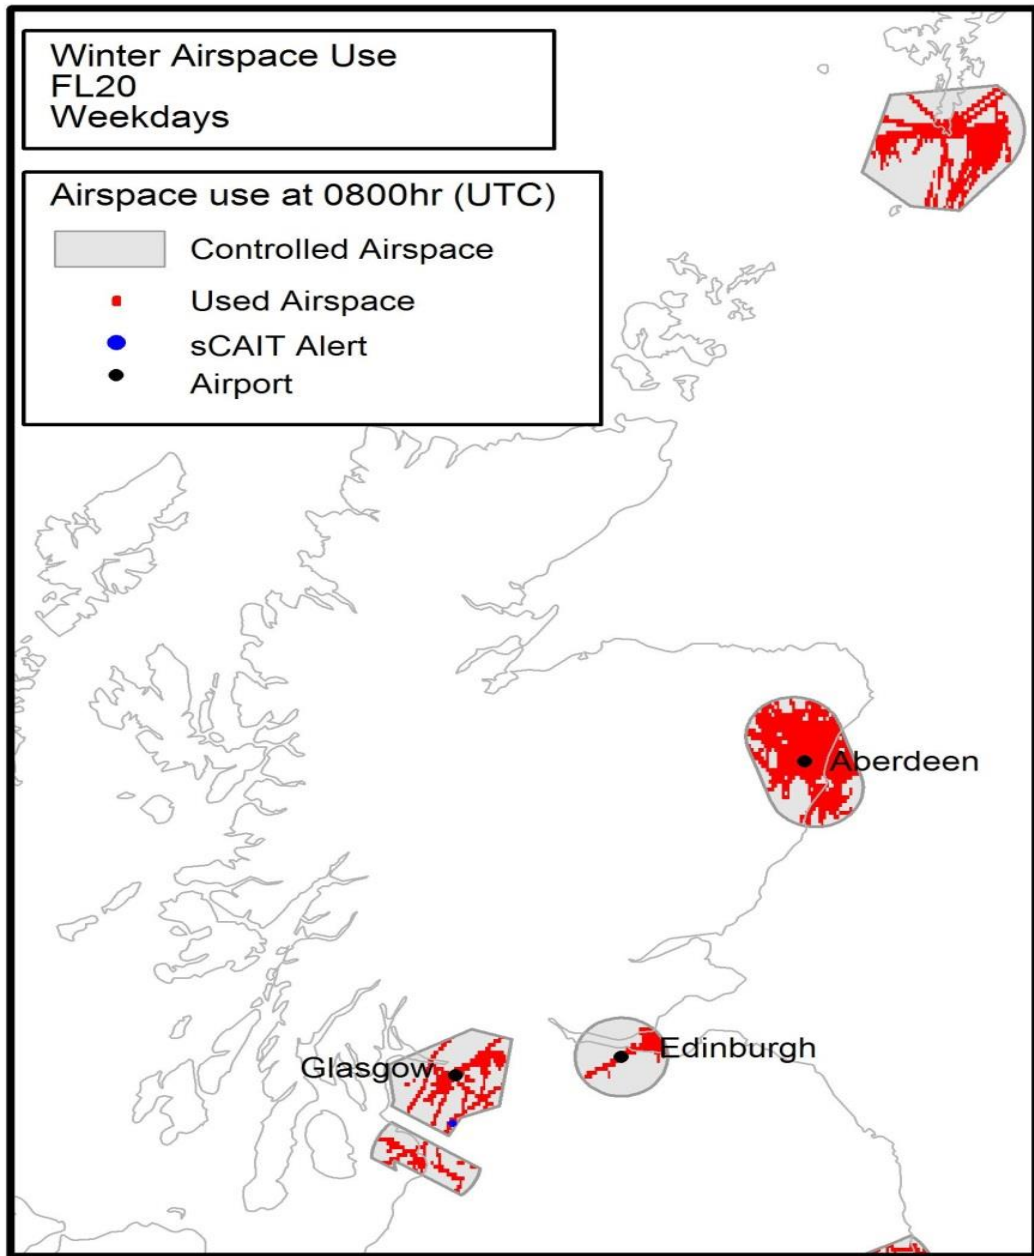 Winter Airspace Use
FL20
Weekdays
Airspace use at 0800hr (UTC)
Controlled Airspace
Used Airspace
sCAIT Alert
Airport
Aberdeen
Edinburgh
Glasgow